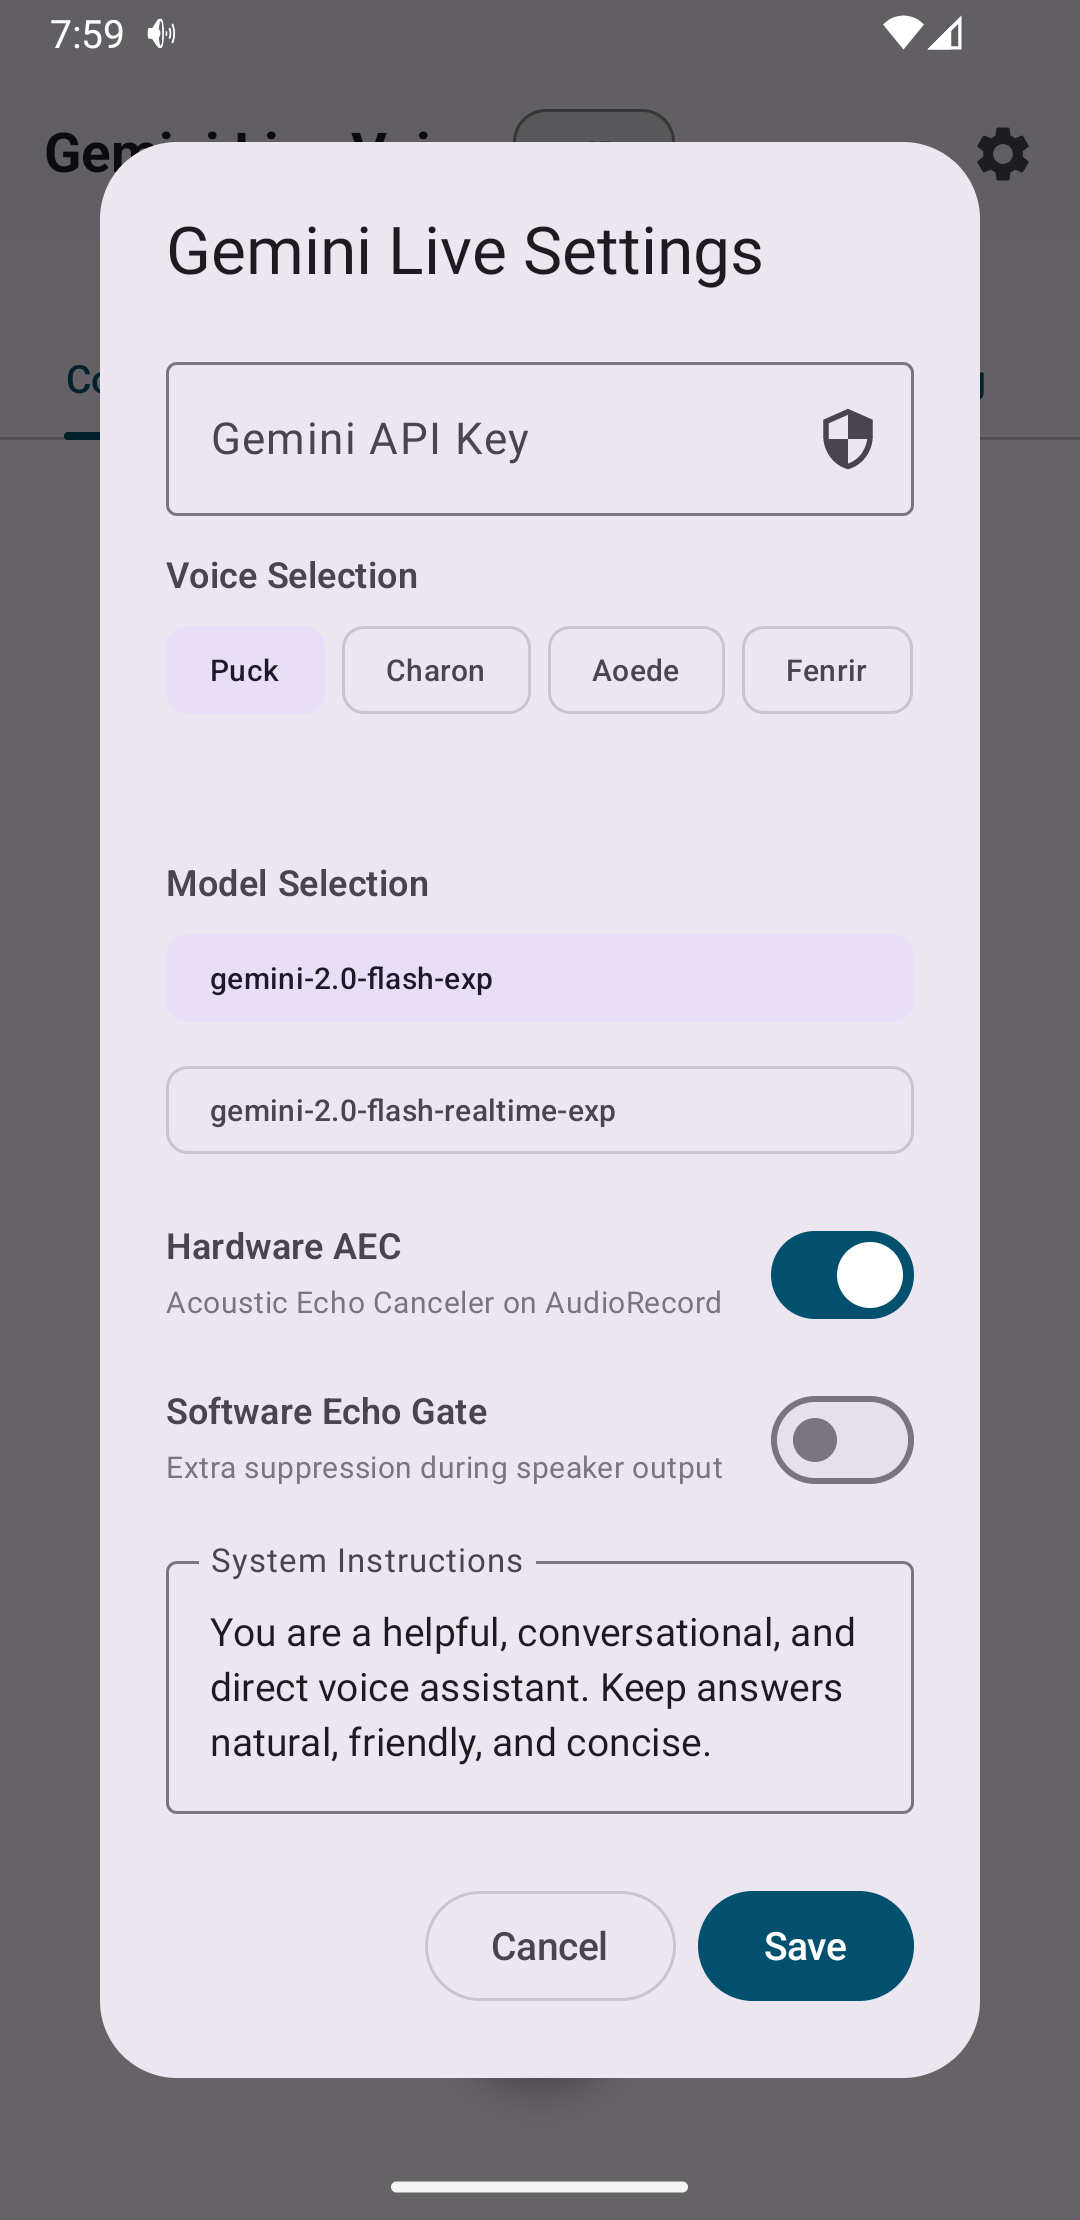 7:59
Gemini Live Settings
Gemini API Key
Voice Selection
Puck
Charon
Aoede
Fenrir
Model Selection
gemini-2.0-flash-exp
gemini-2.0-flash-realtime-exp
Hardware AEC
Acoustic Echo Canceler on AudioRecord
Software Echo Gate
Extra suppression during speaker output
System Instructions
You are a helpful, conversational, and
direct voice assistant. Keep answers
natural, friendly, and concise.
Cancel
Save